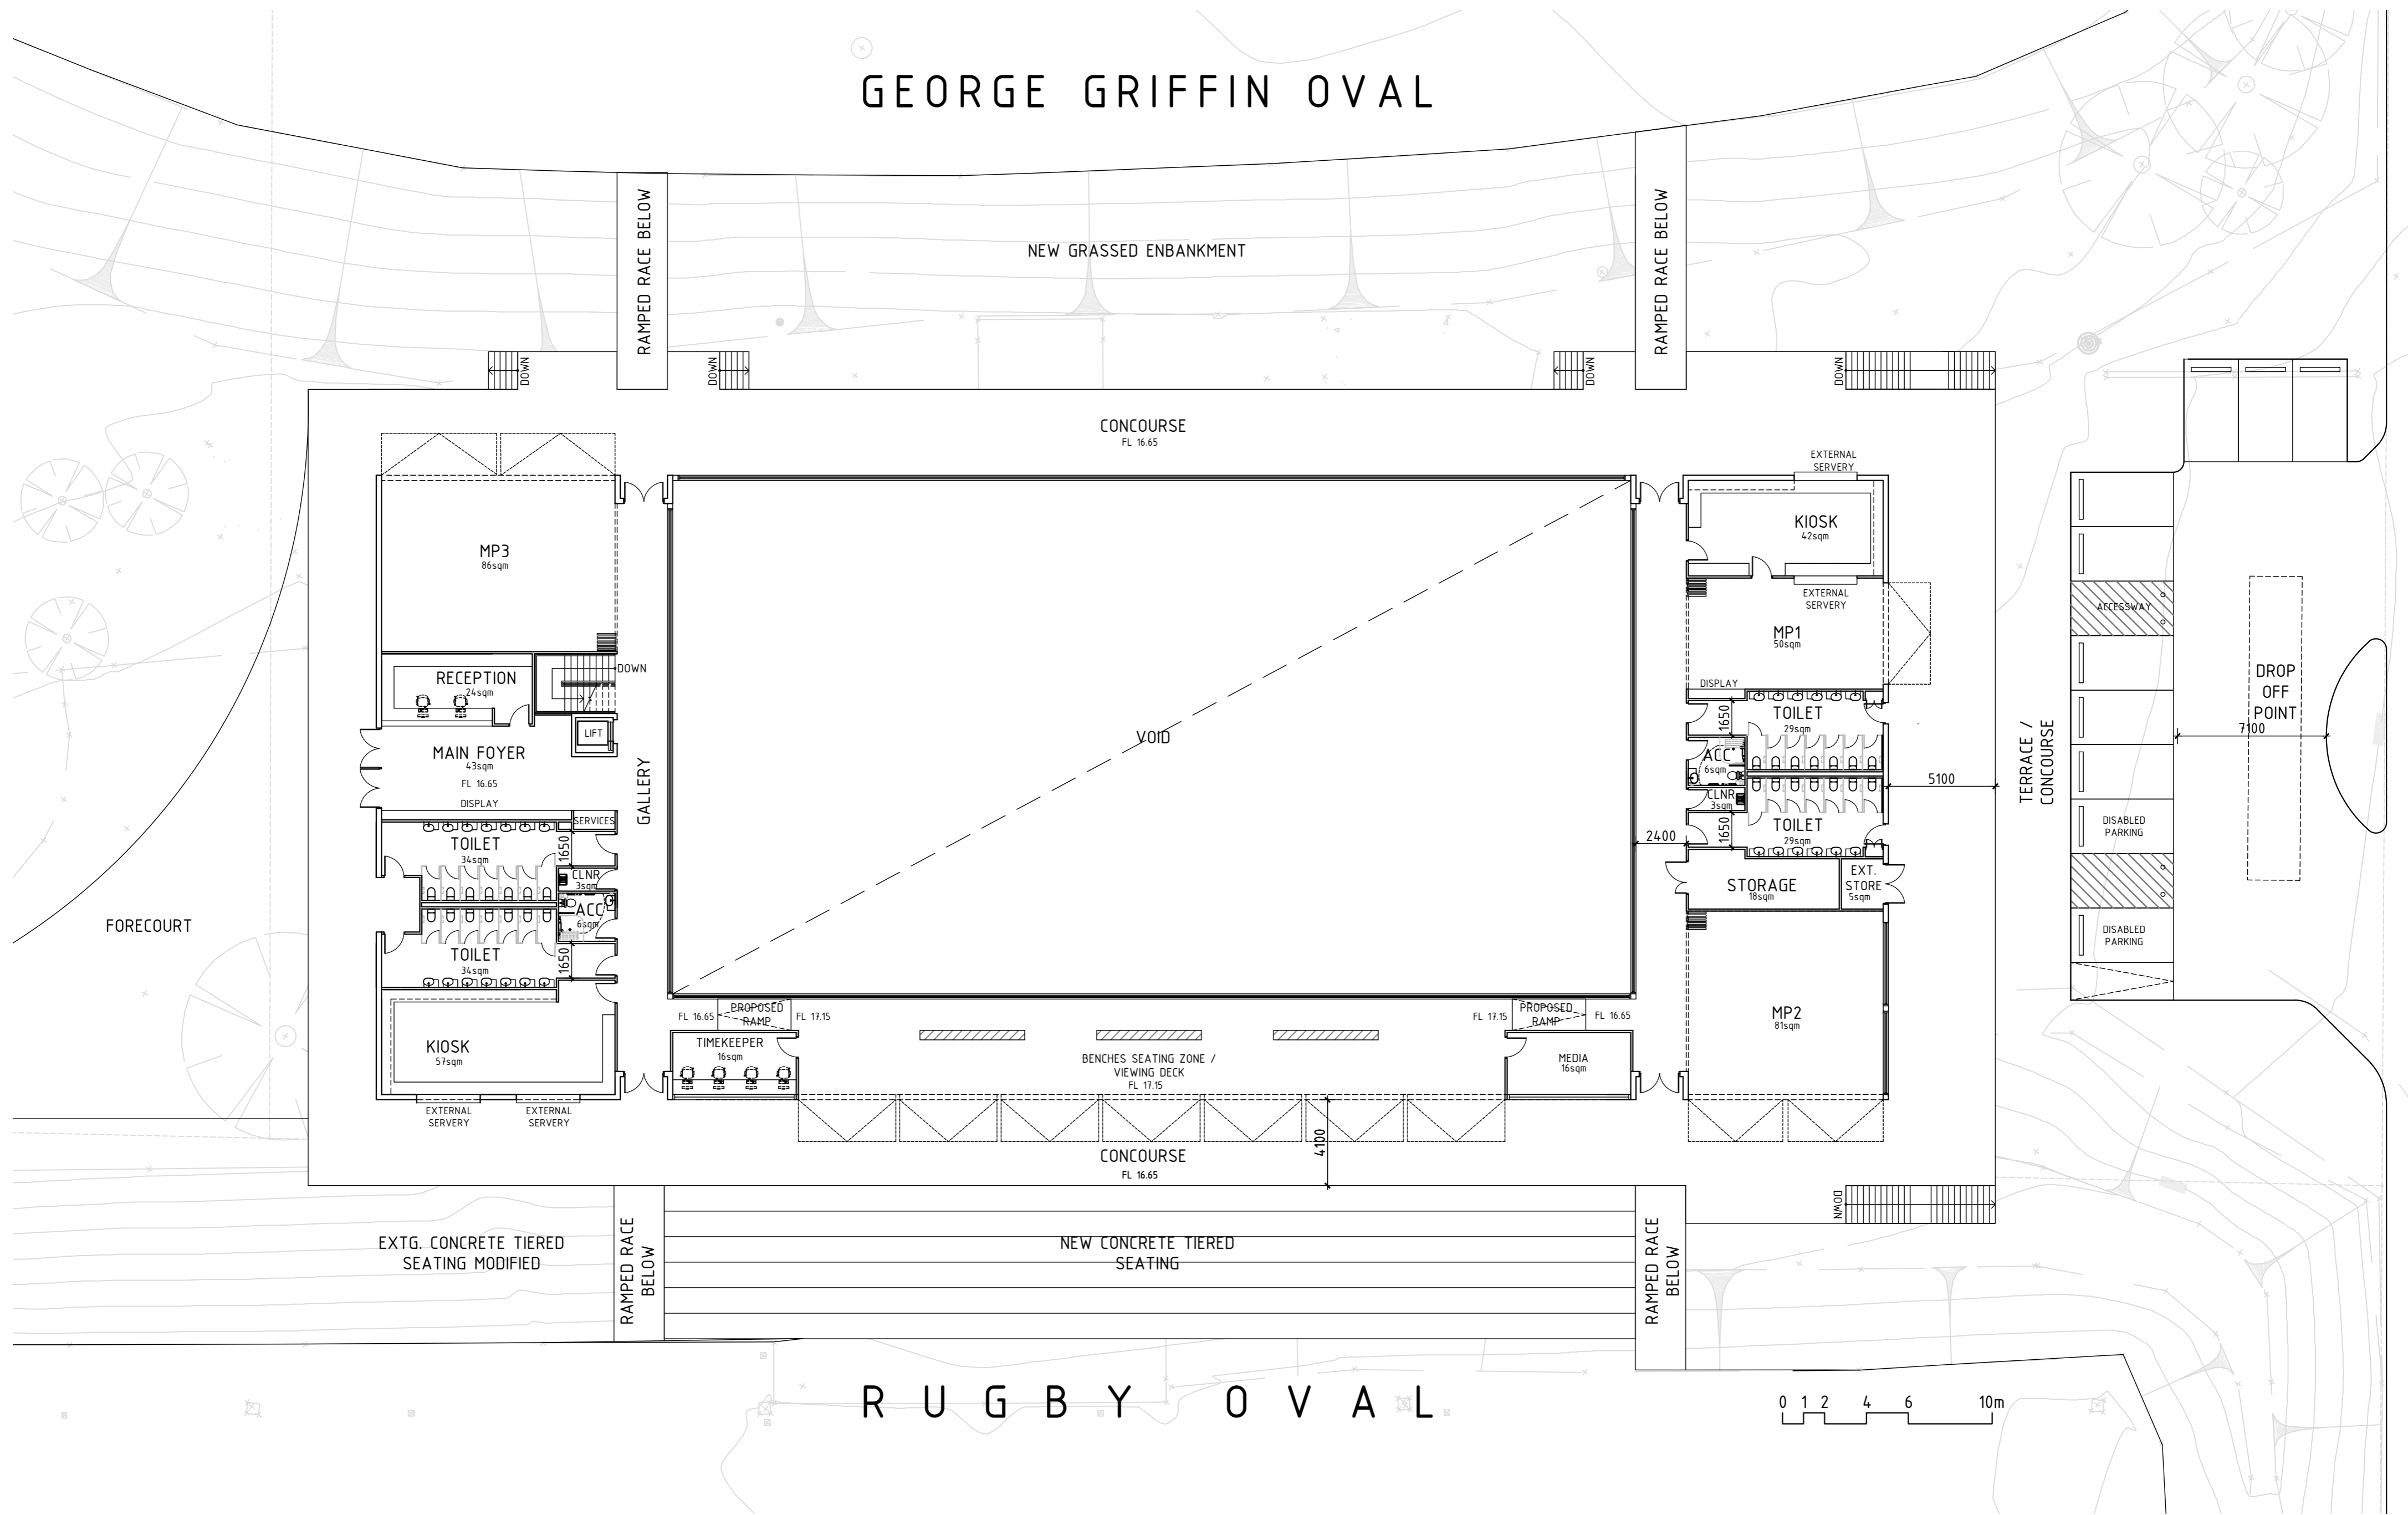 GEORGE GRIFFIN OVAL
RAMPED RACE BELOW
RAMPED RACE BELOW
NEW GRASSED ENBANKMENT
DOWN
DOWN
DOWN
DOWN
CONCOURSE
FL 16.65
EXTERNAL
SERVERY
KIOSK
42sqm
MP3
86sqm
EXTERNAL
SERVERY
ACCESSWAY
MP1
50sqm
DOWN
RECEPTION
24sqm
DISPLAY
DROP
OFF
POINT
7100
LIFT
MAIN FOYER
43sqm
FL 16.65
DISPLAY
SERVICES
GALLERY
VOID
1650
TOILET
29sqm
ACC
6sqm
CLNR
3sqm
1650
TOILET
29sqm
5100
TERRACE /
CONCOURSE
2400
DISABLED
PARKING
TOILET
34sqm
1650
CLNR
3sqm
ACC
6sqm
TOILET
34sqm
1650
STORAGE
18sqm
EXT.
STORE
5sqm
FORECOURT
DISABLED
PARKING
FL 16.65
PROPOSED
RAMP
FL 17.15
FL 17.15
PROPOSED
RAMP
FL 16.65
MP2
81sqm
KIOSK
57sqm
TIMEKEEPER
16sqm
BENCHES SEATING ZONE /
VIEWING DECK
FL 17.15
MEDIA
16sqm
EXTERNAL
SERVERY
EXTERNAL
SERVERY
4100
CONCOURSE
FL 16.65
DOWN
EXTG. CONCRETE TIERED
SEATING MODIFIED
RAMPED RACE
BELOW
NEW CONCRETE TIERED
SEATING
RAMPED RACE
BELOW
RUGBY OVAL
0 1 2 4 6 10m